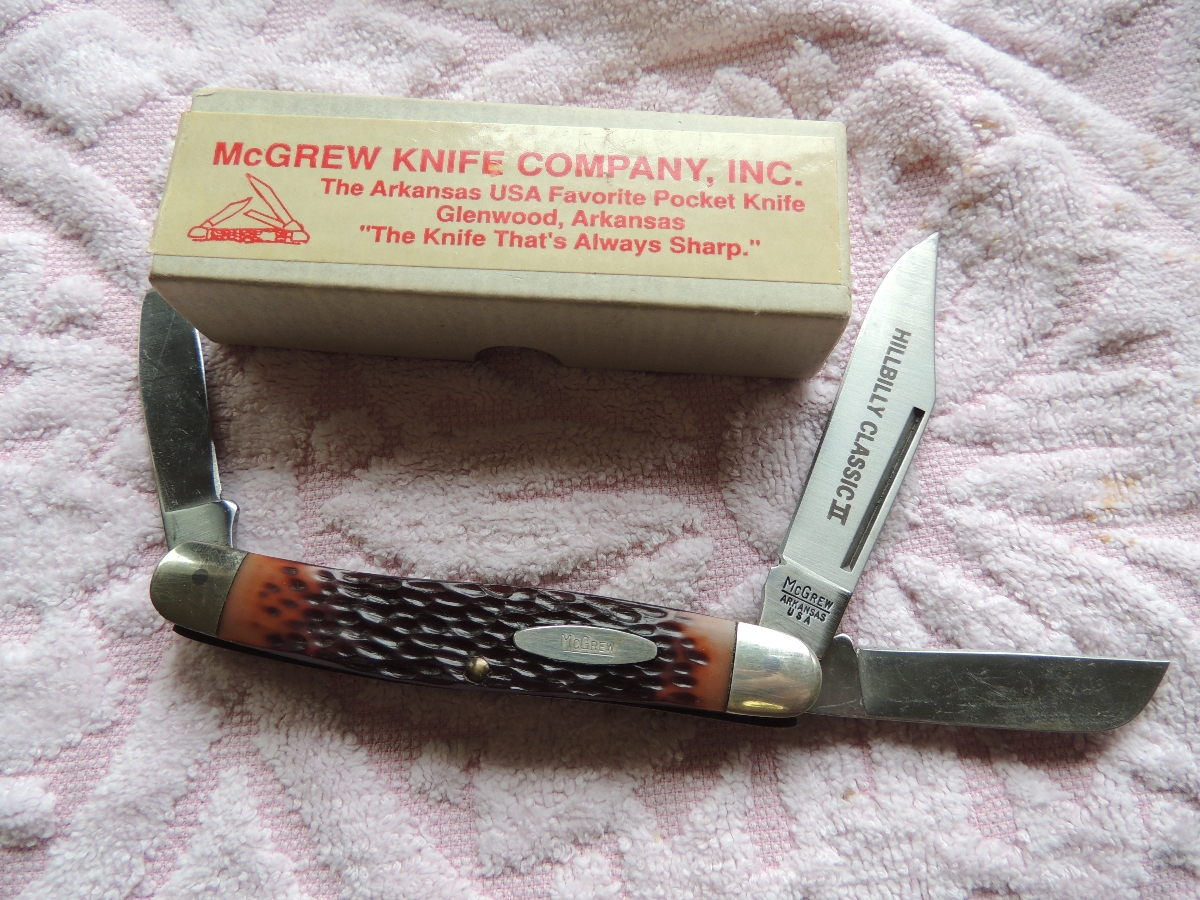 McGREW KNIFE COMPANY, INC.
The Arkansas USA Favorite Pocket Knife
Glenwood, Arkansas
"The Knife That's Always Sharp."
HILLBILLY CLASSIC II
McGREW
ARKANSAS
USA
McGREW